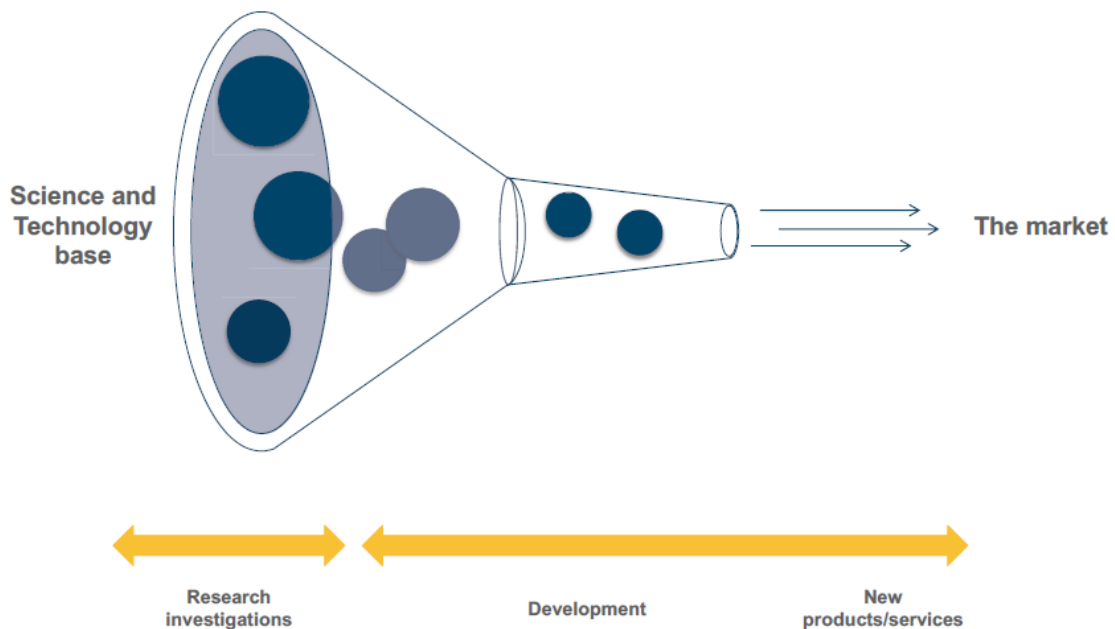 Science and
Technology
base
The market
Research
investigations
Development
New
products/services